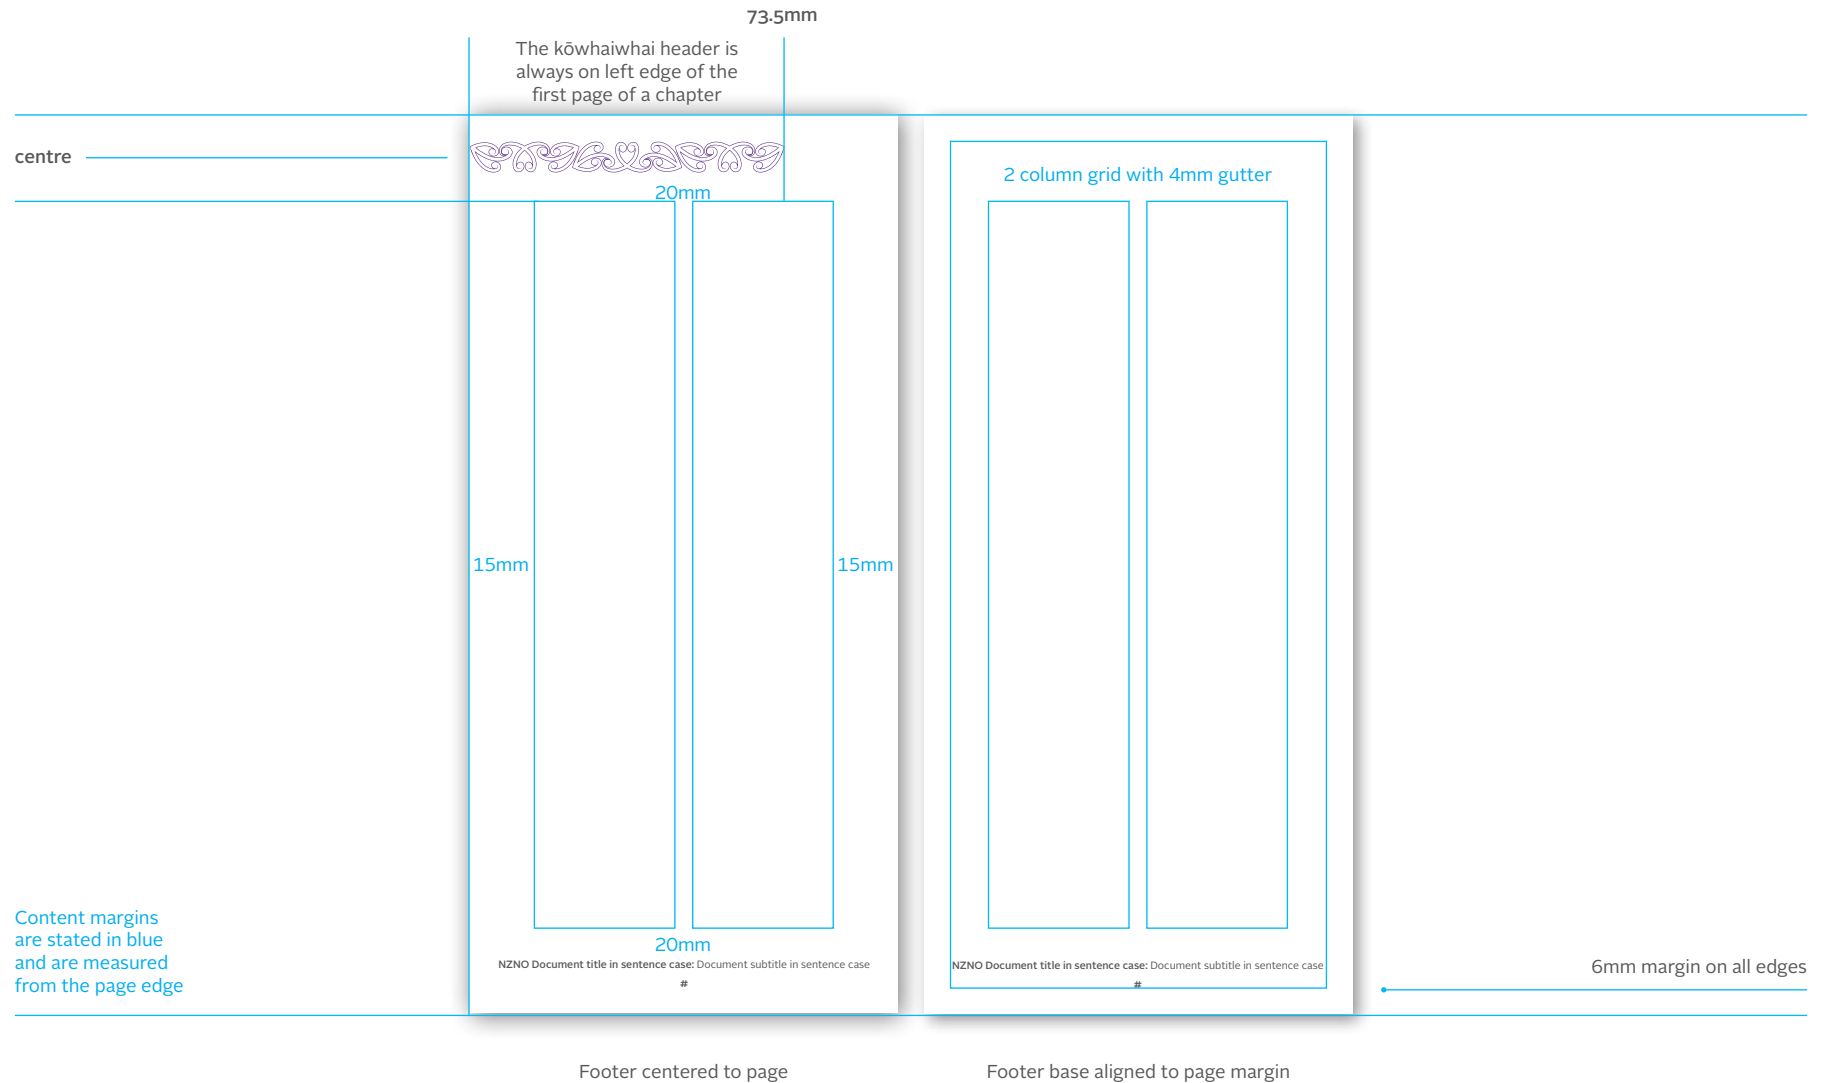 73.5mm
The kōwhaiwhai header is
always on left edge of the
first page of a chapter
centre
20mm
2 column grid with 4mm gutter
15mm
15mm
Content margins
are stated in blue
and are measured
from the page edge
20mm
NZNO Document title in sentence case: Document subtitle in sentence case
#
NZNO Document title in sentence case: Document subtitle in sentence case
#
6mm margin on all edges
Footer centered to page
Footer base aligned to page margin